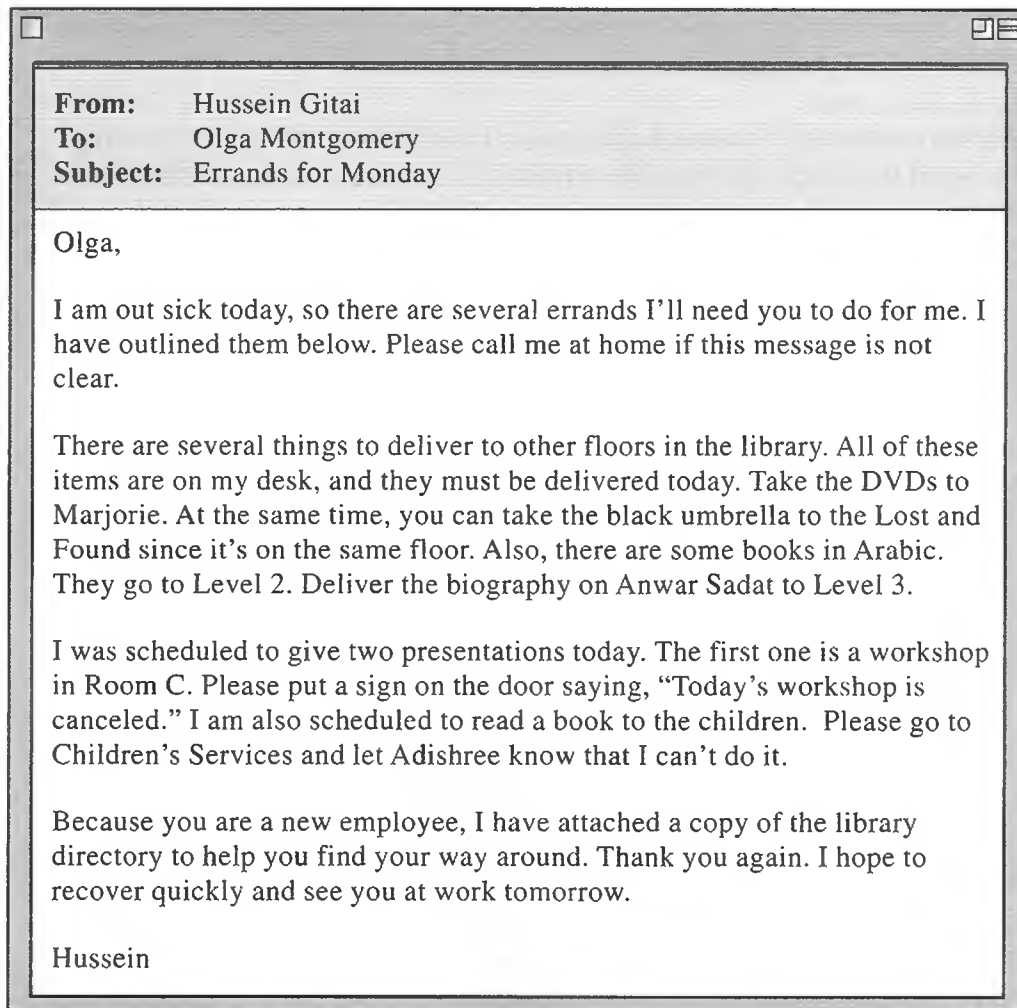 From: Hussein Gitai
To: Olga Montgomery
Subject: Errands for Monday
Olga,
I am out sick today, so there are several errands I’ll need you to do for me. I
have outlined them below. Please call me at home if this message is not
clear.
There are several things to deliver to other floors in the library. All of these
items are on my desk, and they must be delivered today. Take the DVDs to
Marjorie. At the same time, you can take the black umbrella to the Lost and
Found since it’s on the same floor. Also, there are some books in Arabic.
They go to Level 2. Deliver the biography on Anwar Sadat to Level 3.
I was scheduled to give two presentations today. The first one is a workshop
in Room C. Please put a sign on the door saying, “Today’s workshop is
canceled.” I am also scheduled to read a book to the children. Please go to
Children’s Services and let Adishree know that I can’t do it.
Because you are a new employee, I have attached a copy of the library
directory to help you find your way around. Thank you again. I hope to
recover quickly and see you at work tomorrow.
Hussein